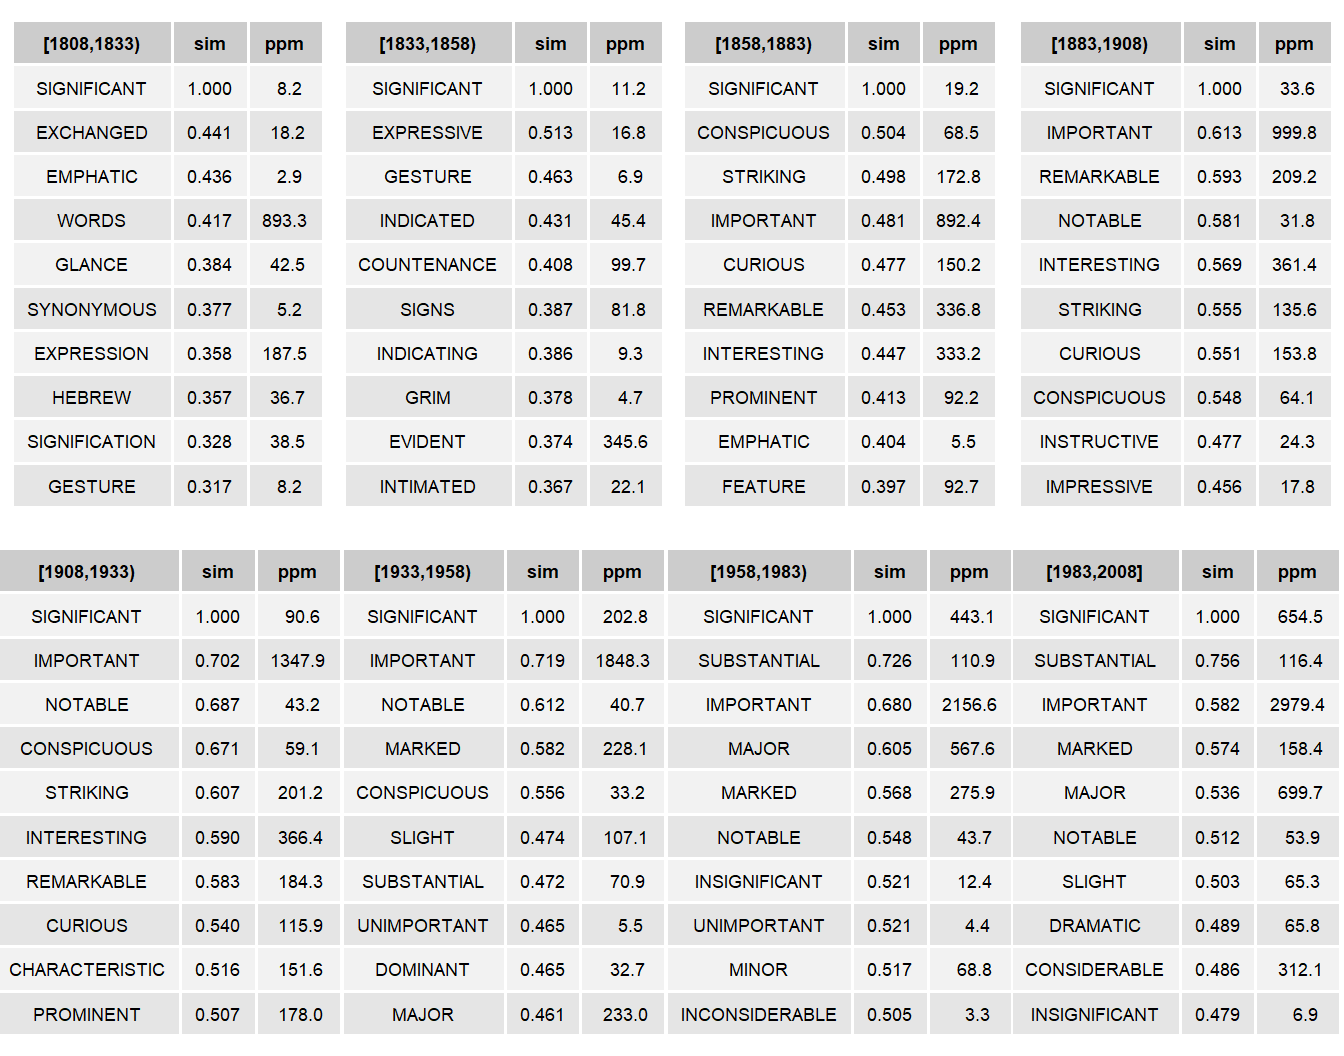 [1808,1833) sim ppm [1833,1858) sim ppm [1858,1883) sim ppm [1883,1908) sim ppm
SIGNIFICANT 1.000 8.2 SIGNIFICANT 1.000 11.2 SIGNIFICANT 1.000 19.2 SIGNIFICANT 1.000 33.6
EXCHANGED 0.441 18.2 EXPRESSIVE 0.513 16.8 CONSPICUOUS 0.504 68.5 IMPORTANT 0.613 999.8
EMPHATIC 0.436 2.9 GESTURE 0.463 6.9 STRIKING 0.498 172.8 REMARKABLE 0.593 209.2
WORDS 0.417 893.3 INDICATED 0.431 45.4 IMPORTANT 0.481 892.4 NOTABLE 0.581 31.8
GLANCE 0.384 42.5 COUNTENANCE 0.408 99.7 CURIOUS 0.477 150.2 INTERESTING 0.569 361.4
SYNONYMOUS 0.377 5.2 SIGNS 0.387 81.8 REMARKABLE 0.453 336.8 STRIKING 0.555 135.6
EXPRESSION 0.358 187.5 INDICATING 0.386 9.3 INTERESTING 0.447 333.2 CURIOUS 0.551 153.8
HEBREW 0.357 36.7 GRIM 0.378 4.7 PROMINENT 0.413 92.2 CONSPICUOUS 0.548 64.1
SIGNIFICATION 0.328 38.5 EVIDENT 0.374 345.6 EMPHATIC 0.404 5.5 INSTRUCTIVE 0.477 24.3
GESTURE 0.317 8.2 INTIMATED 0.367 22.1 FEATURE 0.397 92.7 IMPRESSIVE 0.456 17.8
[1908,1933) sim ppm [1933,1958) sim ppm [1958,1983) sim ppm [1983,2008] sim ppm
SIGNIFICANT 1.000 90.6 SIGNIFICANT 1.000 202.8 SIGNIFICANT 1.000 443.1 SIGNIFICANT 1.000 654.5
IMPORTANT 0.702 1347.9 IMPORTANT 0.719 1848.3 SUBSTANTIAL 0.726 110.9 SUBSTANTIAL 0.756 116.4
NOTABLE 0.687 43.2 NOTABLE 0.612 40.7 IMPORTANT 0.680 2156.6 IMPORTANT 0.582 2979.4
CONSPICUOUS 0.671 59.1 MARKED 0.582 228.1 MAJOR 0.605 567.6 MARKED 0.574 158.4
STRIKING 0.607 201.2 CONSPICUOUS 0.556 33.2 MARKED 0.568 275.9 MAJOR 0.536 699.7
INTERESTING 0.590 366.4 SLIGHT 0.474 107.1 NOTABLE 0.548 43.7 NOTABLE 0.512 53.9
REMARKABLE 0.583 184.3 SUBSTANTIAL 0.472 70.9 INSIGNIFICANT 0.521 12.4 SLIGHT 0.503 65.3
CURIOUS 0.540 115.9 UNIMPORTANT 0.465 5.5 UNIMPORTANT 0.521 4.4 DRAMATIC 0.489 65.8
CHARACTERISTIC 0.516 151.6 DOMINANT 0.465 32.7 MINOR 0.517 68.8 CONSIDERABLE 0.486 312.1
PROMINENT 0.507 178.0 MAJOR 0.461 233.0 INCONSIDERABLE 0.505 3.3 INSIGNIFICANT 0.479 6.9